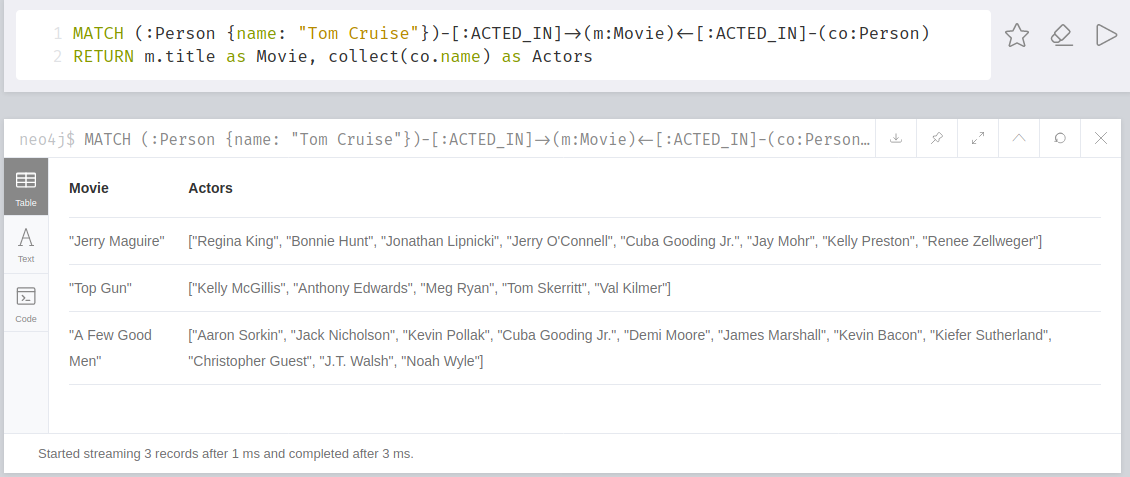 1 MATCH (:Person {name: "Tom Cruise"})-[:ACTED_IN]->(m:Movie)<-[:ACTED_IN]-(co:Person)
2 RETURN m.title as Movie, collect(co.name) as Actors
neo4j$ MATCH (:Person {name: "Tom Cruise"})-[:ACTED_IN]->(m:Movie)<-[:ACTED_IN]-(co:Person…
Table
Text
Code
Movie Actors
"Jerry Maguire" ["Regina King", "Bonnie Hunt", "Jonathan Lipnicki", "Jerry O'Connell", "Cuba Gooding Jr.", "Jay Mohr", "Kelly Preston", "Renee Zellweger"]
"Top Gun" ["Kelly McGillis", "Anthony Edwards", "Meg Ryan", "Tom Skerritt", "Val Kilmer"]
"A Few Good ["Aaron Sorkin", "Jack Nicholson", "Kevin Pollak", "Cuba Gooding Jr.", "Demi Moore", "James Marshall", "Kevin Bacon", "Kiefer Sutherland",
Men" "Christopher Guest", "J.T. Walsh", "Noah Wyle"]
Started streaming 3 records after 1 ms and completed after 3 ms.